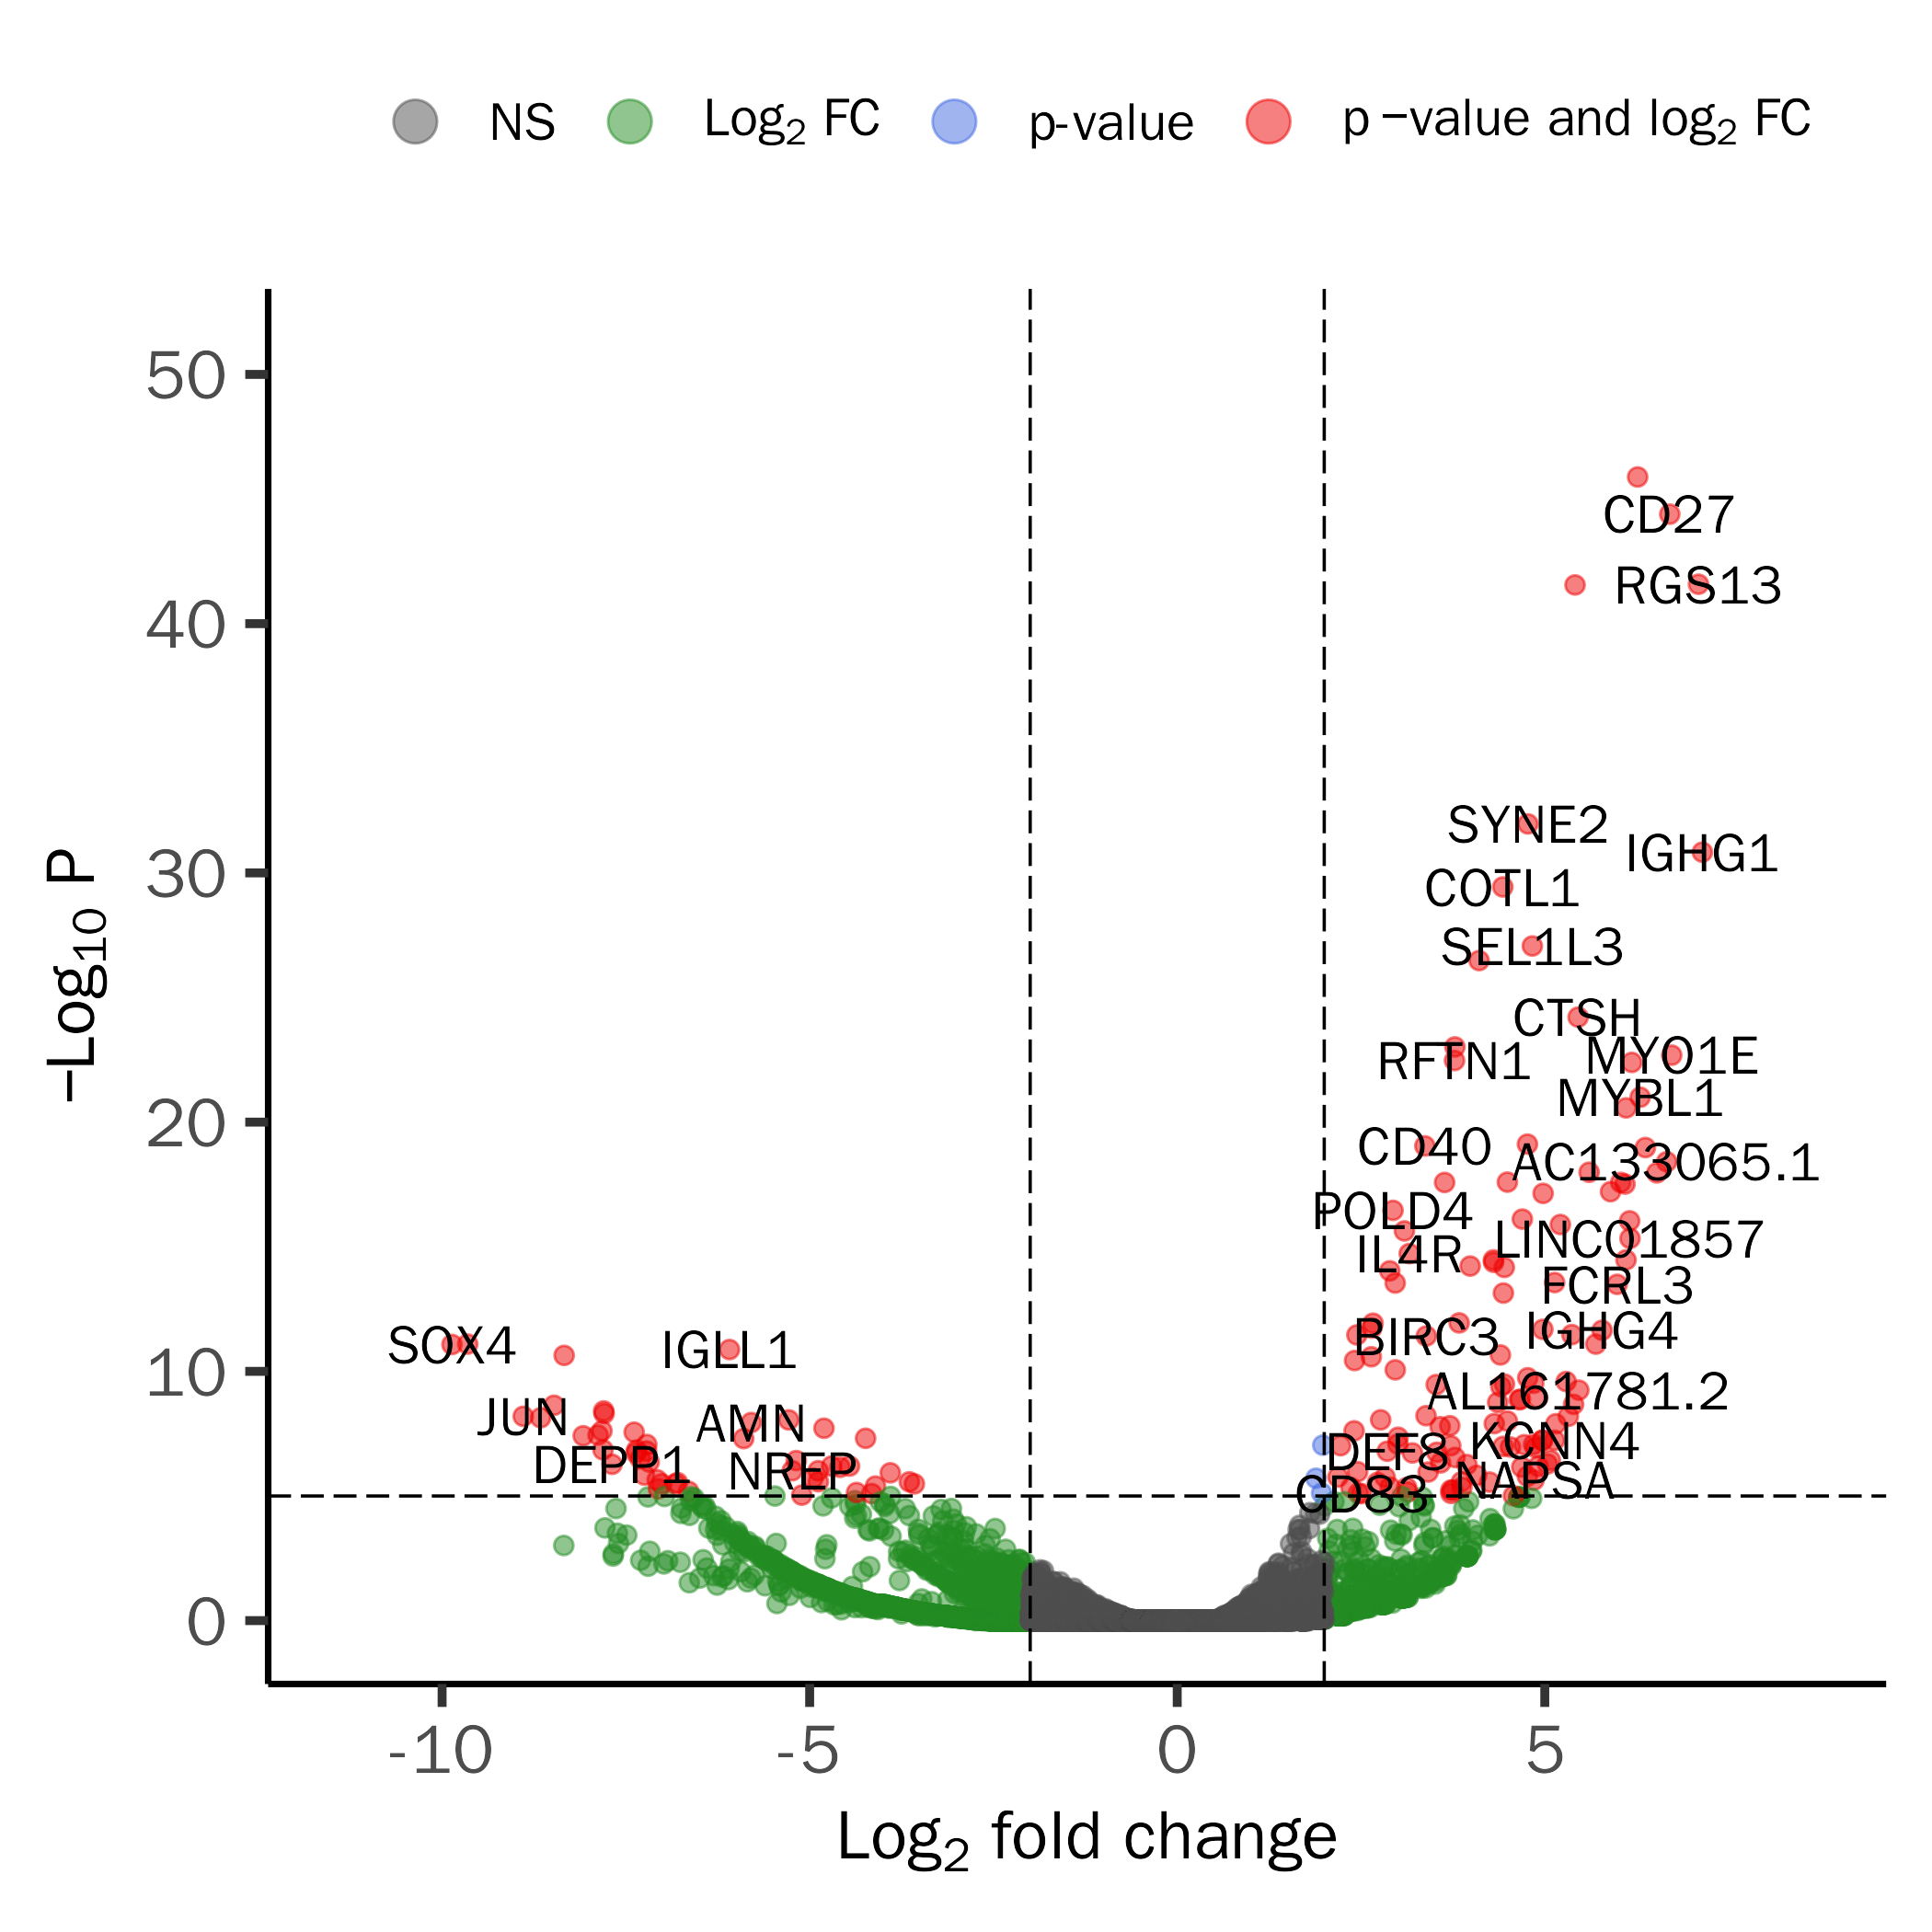 NS Log2 FC p-value p −value and log2 FC
50
40
30
20
10
0
−Log10 P
CD27
RGS13
SYNE2
IGHG1
COTL1
SEL1L3
CTSH
MYO1E
RFTN1
MYBL1
CD40
AC133065.1
POLD4
LINC01857
IL4R
FCRL3
BIRC3
IGHG4
SOX4
IGLL1
AL161781.2
JUN
AMN
KCNN4
DEF8
DEPP1
NREP
NAPSA
CD83
-10 -5 0 5
Log2 fold change